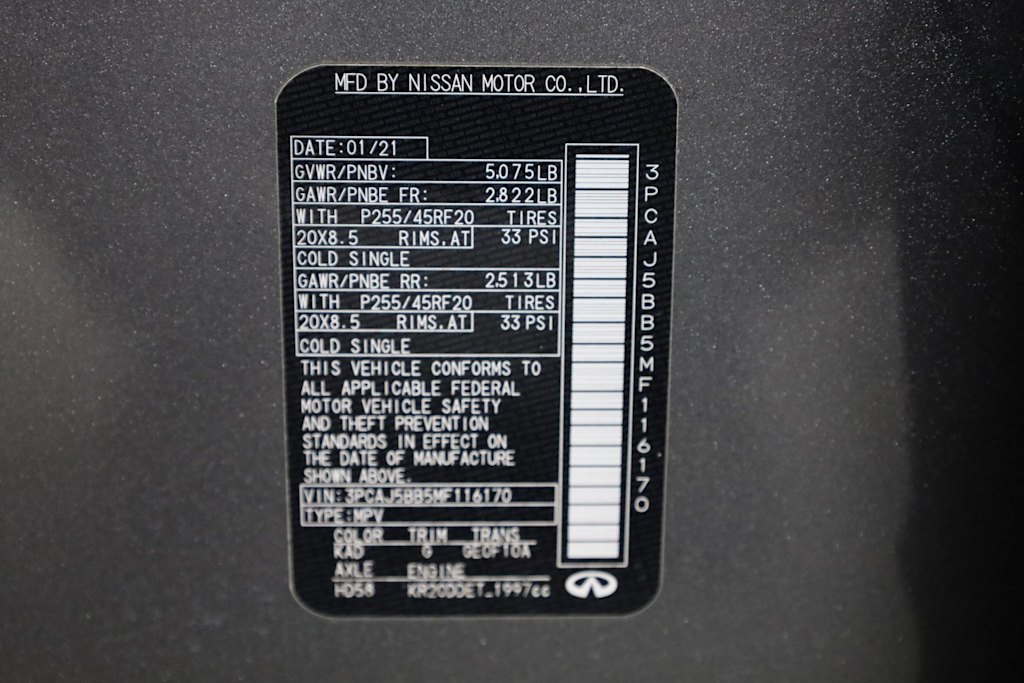 MFD BY NISSAN MOTOR CO.,LTD.
DATE:01/21
GVWR/PNBV: 5.075LB
GAWR/PNBE FR: 2.822LB
WITH P255/45RF20 TIRES
20X8.5 RIMS.AT 33 PSI
COLD SINGLE
GAWR/PNBE RR: 2.513LB
WITH P255/45RF20 TIRES
20X8.5 RIMS.AT 33 PSI
COLD SINGLE
THIS VEHICLE CONFORMS TO
ALL APPLICABLE FEDERAL
MOTOR VEHICLE SAFETY
AND THEFT PREVENTION
STANDARDS IN EFFECT ON
THE DATE OF MANUFACTURE
SHOWN ABOVE.
VIN:3PCAJ5BB5MF116170
TYPE:MPV
COLOR TRIM TRANS
KAD G GE0F10A
AXLE ENGINE
HD58 KR20DDET_1997cc
3PCAJ5BB5MF116170